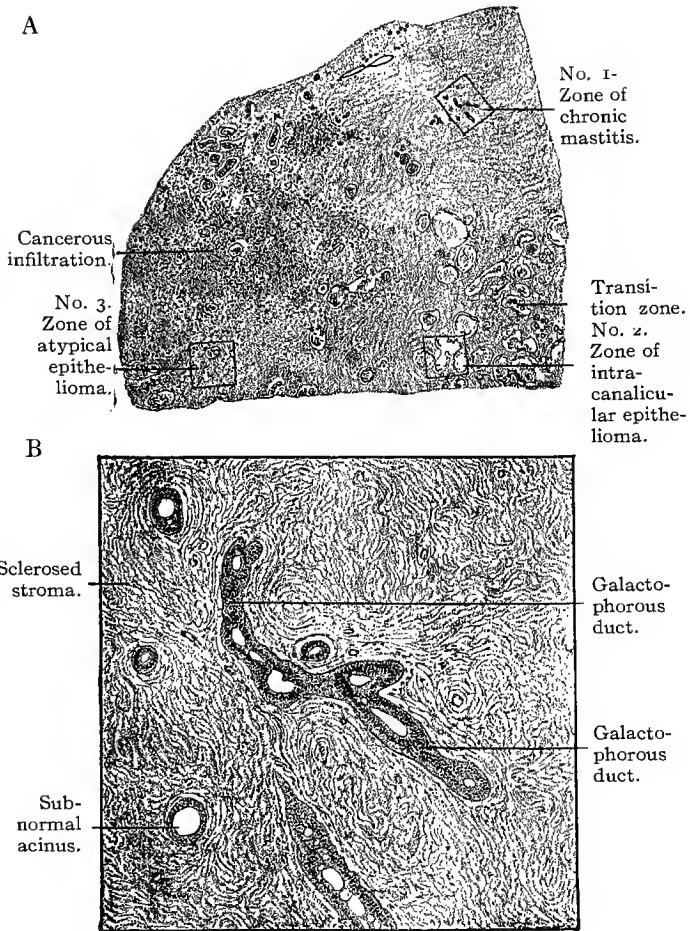 A
No. 1-
Zone of
chronic
mastitis.
Cancerous
infiltration.
No. 3.
Zone of
atypical
epithe-
lioma.
Transi-
tion zone.
No. 2.
Zone of
intra-
canalicu-
lar epithe-
lioma.
B
Sclerosed
stroma.
Galacto-
phorous
duct.
Galacto-
phorous
duct.
Sub-
normal
acinus.